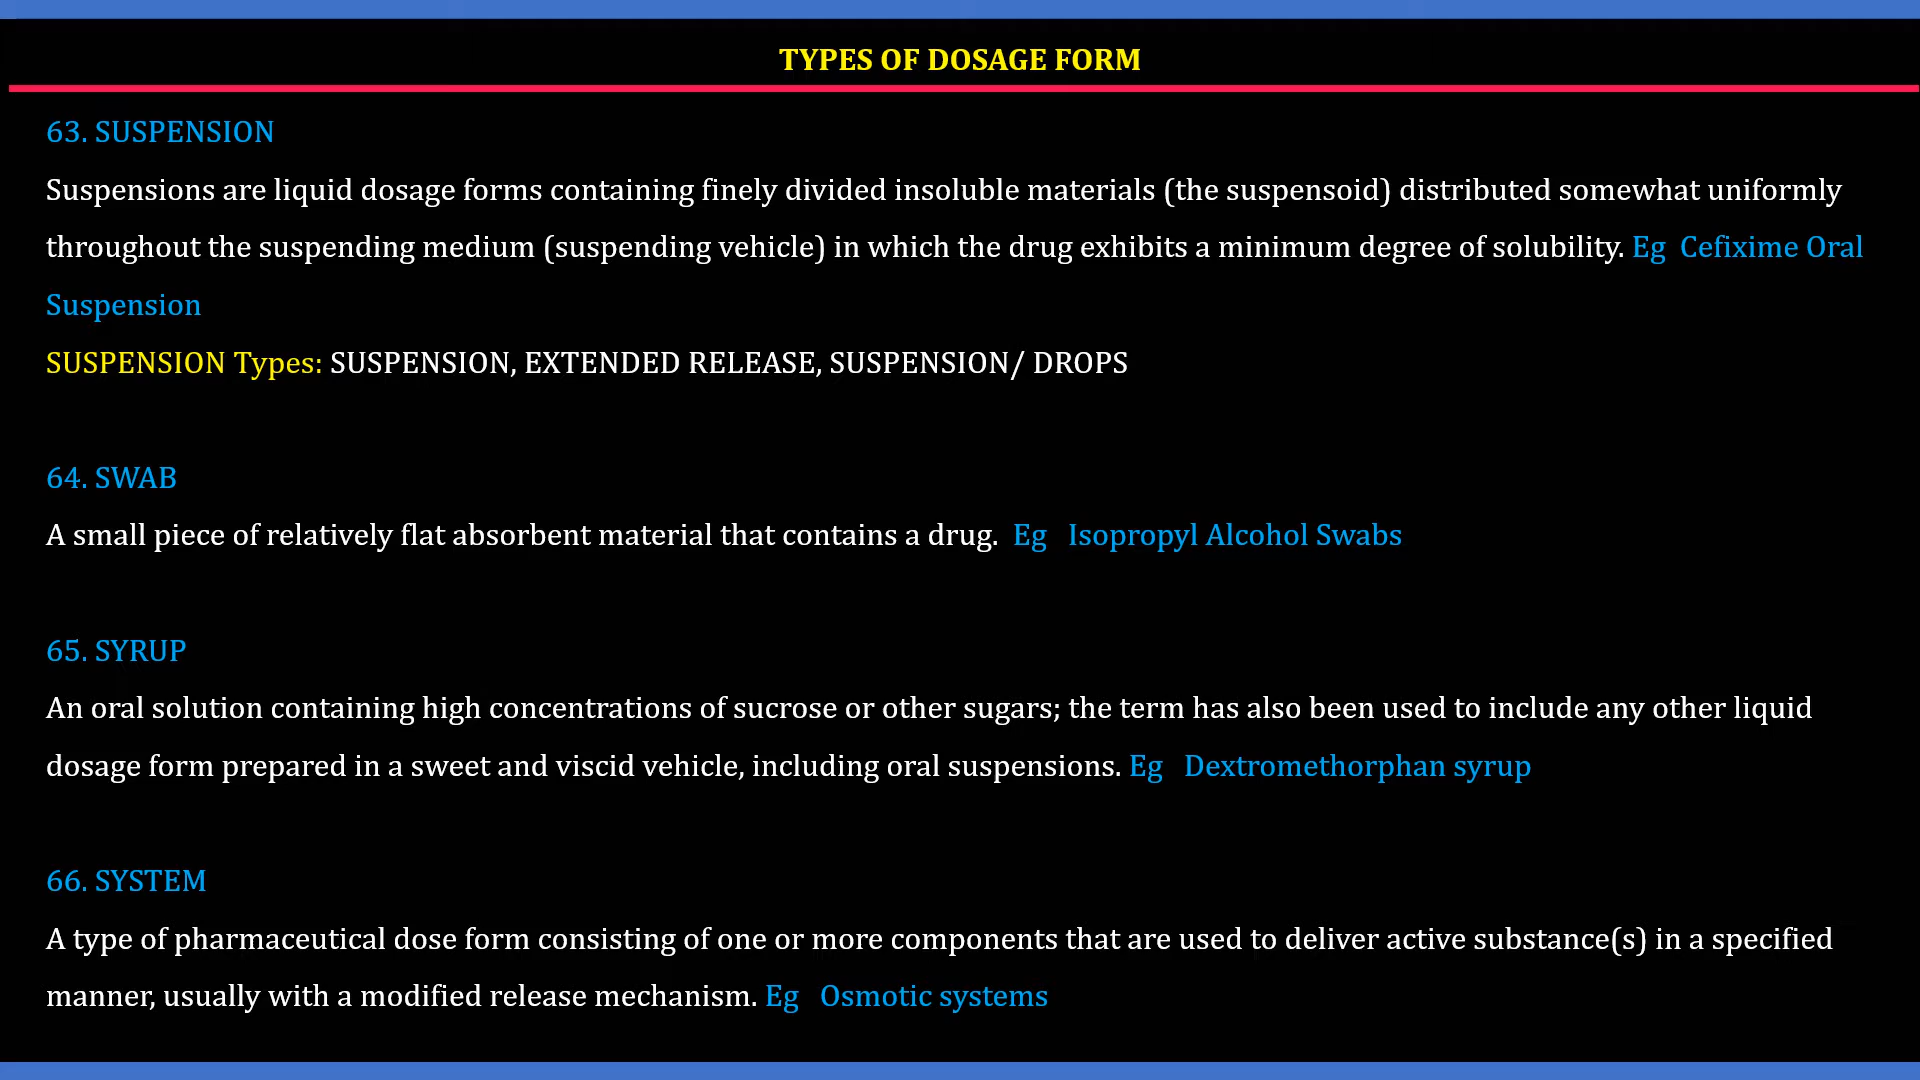 TYPES OF DOSAGE FORM
63. SUSPENSION
Suspensions are liquid dosage forms containing finely divided insoluble materials (the suspensoid) distributed somewhat uniformly
throughout the suspending medium (suspending vehicle) in which the drug exhibits a minimum degree of solubility. Eg Cefixime Oral
Suspension
SUSPENSION Types: SUSPENSION, EXTENDED RELEASE, SUSPENSION/ DROPS
64. SWAB
A small piece of relatively flat absorbent material that contains a drug. Eg Isopropyl Alcohol Swabs
65. SYRUP
An oral solution containing high concentrations of sucrose or other sugars; the term has also been used to include any other liquid
dosage form prepared in a sweet and viscid vehicle, including oral suspensions. Eg Dextromethorphan syrup
66. SYSTEM
A type of pharmaceutical dose form consisting of one or more components that are used to deliver active substance(s) in a specified
manner, usually with a modified release mechanism. Eg Osmotic systems